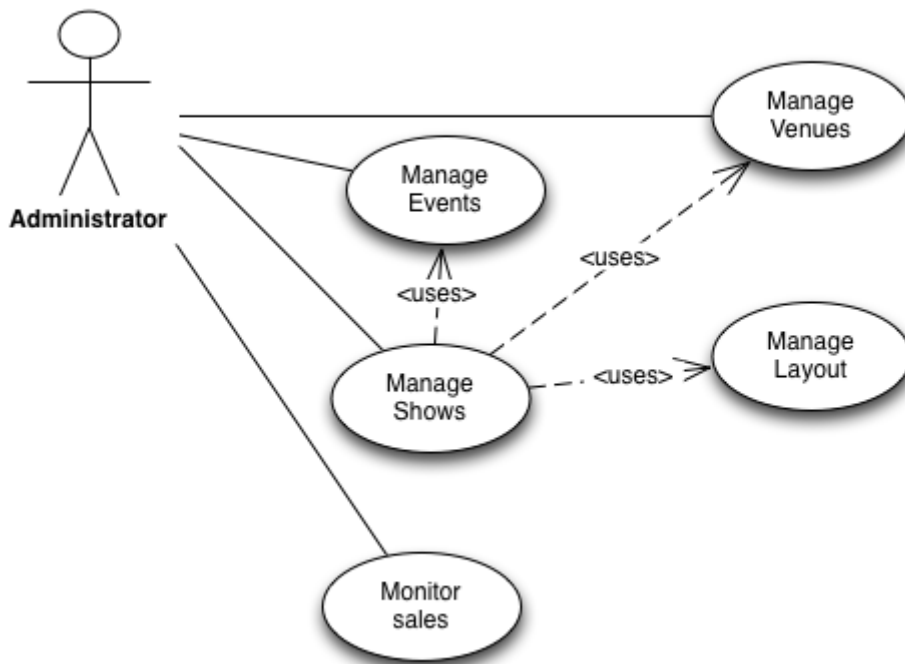 Manage
Venues
Manage
Events
Administrator
<uses>
<uses>
Manage
Layout
<uses>
Manage
Shows
Monitor
sales